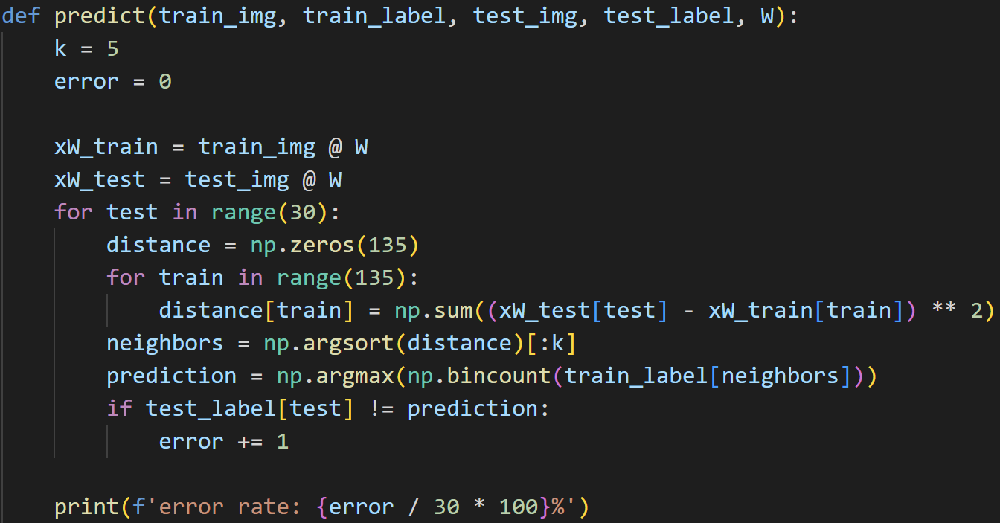 def predict(train_img, train_label, test_img, test_label, W):
    k = 5
    error = 0

    xW_train = train_img @ W
    xW_test = test_img @ W
    for test in range(30):
        distance = np.zeros(135)
        for train in range(135):
            distance[train] = np.sum((xW_test[test] - xW_train[train]) ** 2)
        neighbors = np.argsort(distance)[:k]
        prediction = np.argmax(np.bincount(train_label[neighbors]))
        if test_label[test] != prediction:
            error += 1

    print(f'error rate: {error / 30 * 100}%')